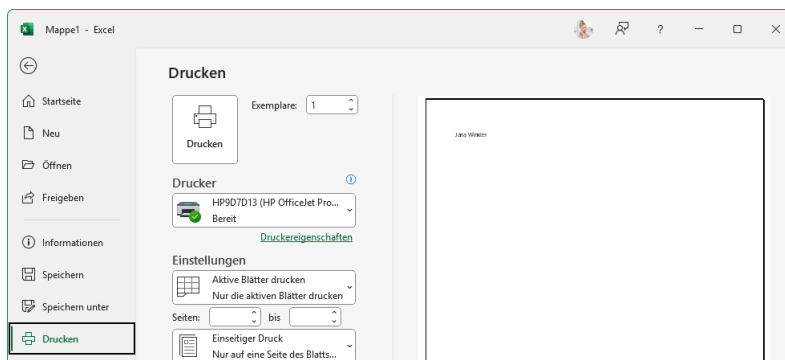 Mappe1 - Excel
?
Drucken
Startseite
Neu
Öffnen
Freigeben
Informationen
Speichern
Speichern unter
Drucken
Drucken
Exemplare: 1
Drucker
HP9D7D13 (HP OfficeJet Pro...
Bereit
Druckereigenschaften
Einstellungen
Aktive Blätter drucken
Nur die aktiven Blätter drucken
Seiten: bis
Einseitiger Druck
Nur auf eine Seite des Blatts...
Jana Winkler